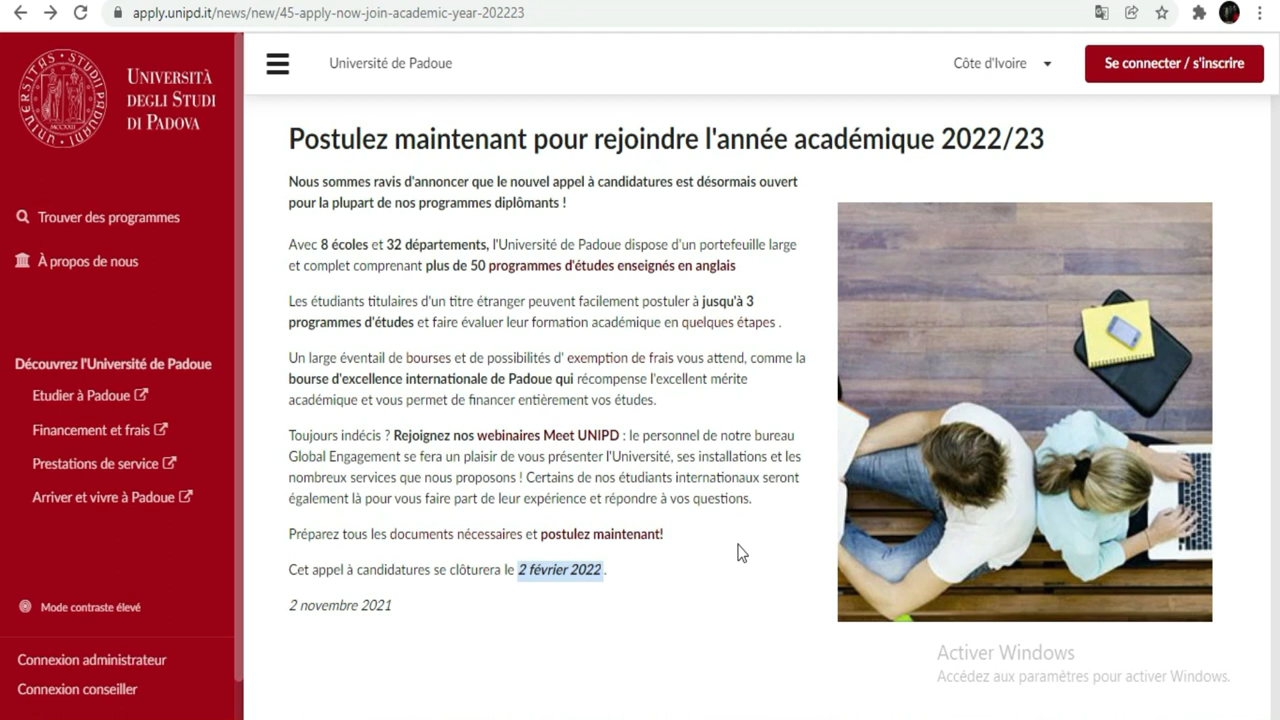 apply.unipd.it/news/new/45-apply-now-join-academic-year-202223
UNIVERSITÀ
DEGLI STUDI
DI PADOVA
Université de Padoue
Côte d'Ivoire
Se connecter / s'inscrire
Trouver des programmes
À propos de nous
Découvrez l'Université de Padoue
Etudier à Padoue
Financement et frais
Prestations de service
Arriver et vivre à Padoue
Mode contraste élevé
Connexion administrateur
Connexion conseiller
Postulez maintenant pour rejoindre l'année académique 2022/23
Nous sommes ravis d'annoncer que le nouvel appel à candidatures est désormais ouvert
pour la plupart de nos programmes diplômants !
Avec 8 écoles et 32 départements, l'Université de Padoue dispose d'un portefeuille large
et complet comprenant plus de 50 programmes d'études enseignés en anglais
Les étudiants titulaires d'un titre étranger peuvent facilement postuler à jusqu'à 3
programmes d'études et faire évaluer leur formation académique en quelques étapes .
Un large éventail de bourses et de possibilités d' exemption de frais vous attend, comme la
bourse d'excellence internationale de Padoue qui récompense l'excellent mérite
académique et vous permet de financer entièrement vos études.
Toujours indécis ? Rejoignez nos webinaires Meet UNIPD : le personnel de notre bureau
Global Engagement se fera un plaisir de vous présenter l'Université, ses installations et les
nombreux services que nous proposons ! Certains de nos étudiants internationaux seront
également là pour vous faire part de leur expérience et répondre à vos questions.
Préparez tous les documents nécessaires et postulez maintenant!
Cet appel à candidatures se clôturera le 2 février 2022 .
2 novembre 2021
Activer Windows
Accédez aux paramètres pour activer Windows.